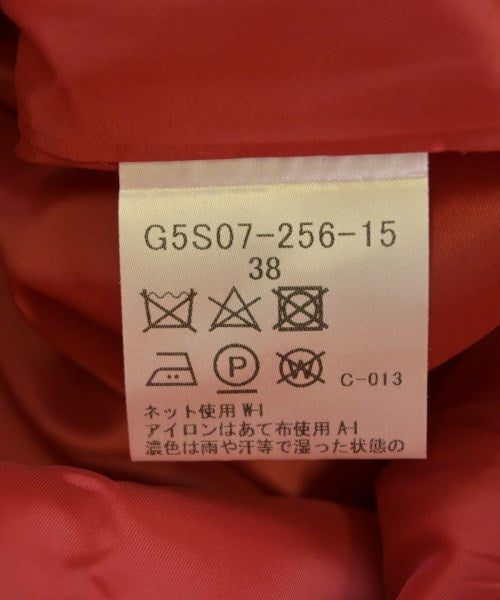 G5S07-256-15
38
P W C-013
ネット使用 W-I
アイロンはあて布使用 A-I
濃色は雨や汗等で湿った状態の